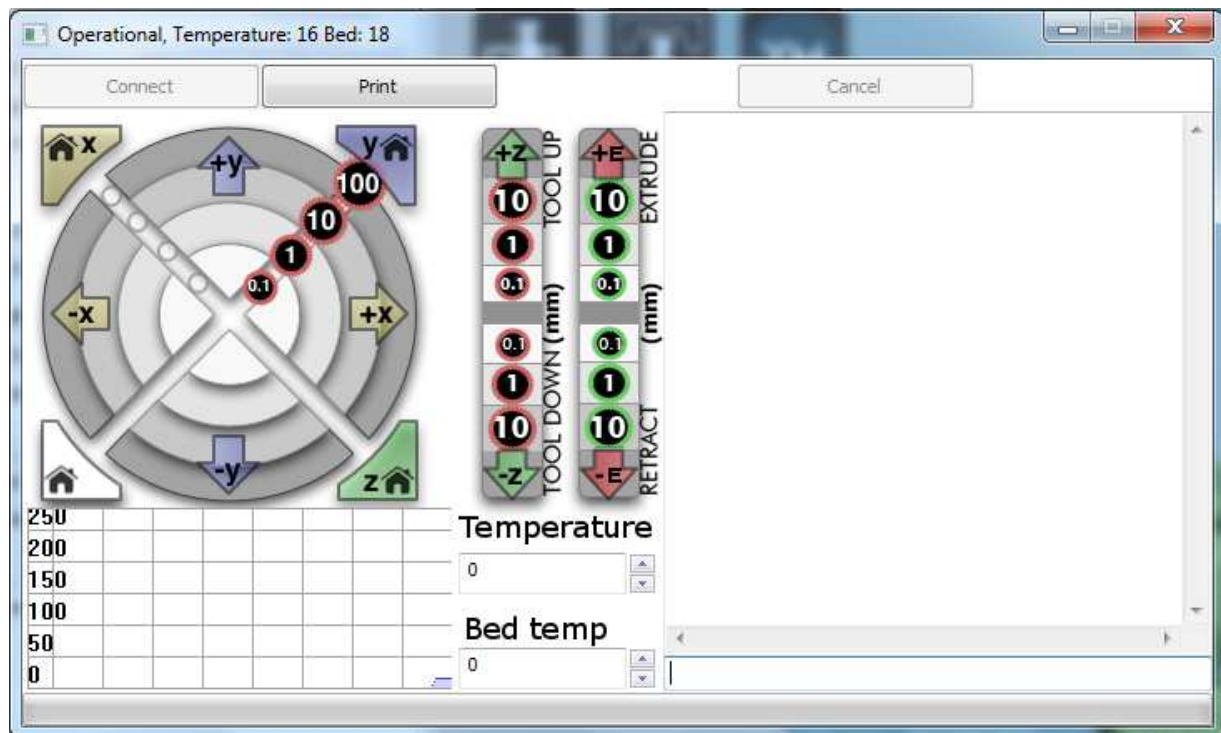 Operational, Temperature: 16 Bed: 18
Connect
Print
Cancel
x
+y
y
100
10
1
0.1
-x
+x
-y
z
+Z
10
1
0.1
0.1
1
10
-Z
TOOL UP
TOOL DOWN (mm)
+E
10
1
0.1
0.1
1
10
-E
EXTRUDE
RETRACT (mm)
250
200
150
100
50
0
Temperature
0
Bed temp
0